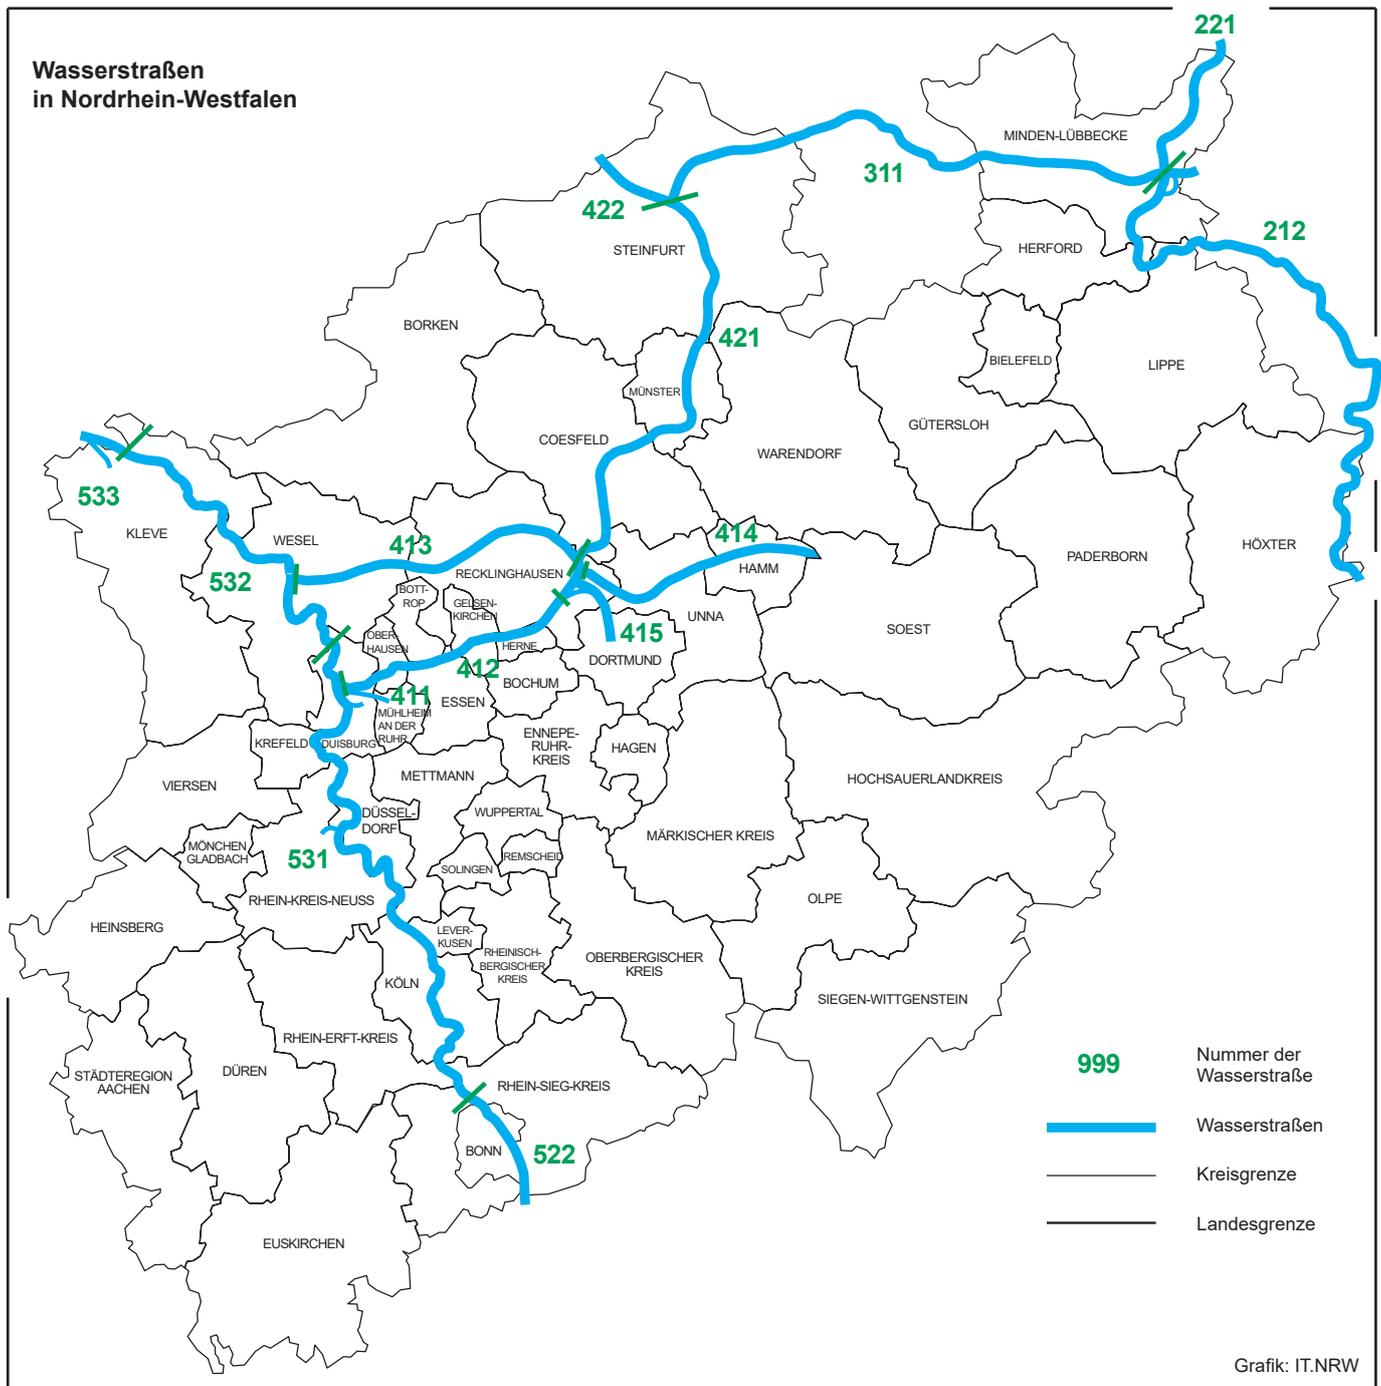 Wasserstraßen
in Nordrhein-Westfalen
221
MINDEN-LÜBBECKE
311
422
212
STEINFURT
HERFORD
BORKEN
421
BIELEFELD
LIPPE
MÜNSTER
GÜTERSLOH
COESFELD
WARENDORF
533
KLEVE
WESEL
413
414
HÖXTER
PADERBORN
RECKLINGHAUSEN
HAMM
532
BOTT-
ROP
GELSEN-
KIRCHEN
UNNA
SOEST
OBER-
HAUSEN
HERNE
415
DORTMUND
412
BOCHUM
411
ESSEN
MÜHLHEIM
AN DER
RUHR
KREFELD
DUISBURG
ENNEPE-
RUHR-
KREIS
HAGEN
VIERSEN
METTMANN
HOCHSAUERLANDKREIS
WUPPERTAL
DÜSSEL-
DORF
MÄRKISCHER KREIS
MÖNCHEN
GLADBACH
531
REMSCHEID
SOLINGEN
RHEIN-KREIS-NEUSS
OLPE
HEINSBERG
LEVER-
KUSEN
RHEINISCH-
BERGISCHER
KREIS
OBERBERGISCHER
KREIS
KÖLN
SIEGEN-WITTGENSTEIN
RHEIN-ERFT-KREIS
STÄDTEREGION
AACHEN
DÜREN
RHEIN-SIEG-KREIS
BONN
522
EUSKIRCHEN
999
Nummer der
Wasserstraße
Wasserstraßen
Kreisgrenze
Landesgrenze
Grafik: IT.NRW